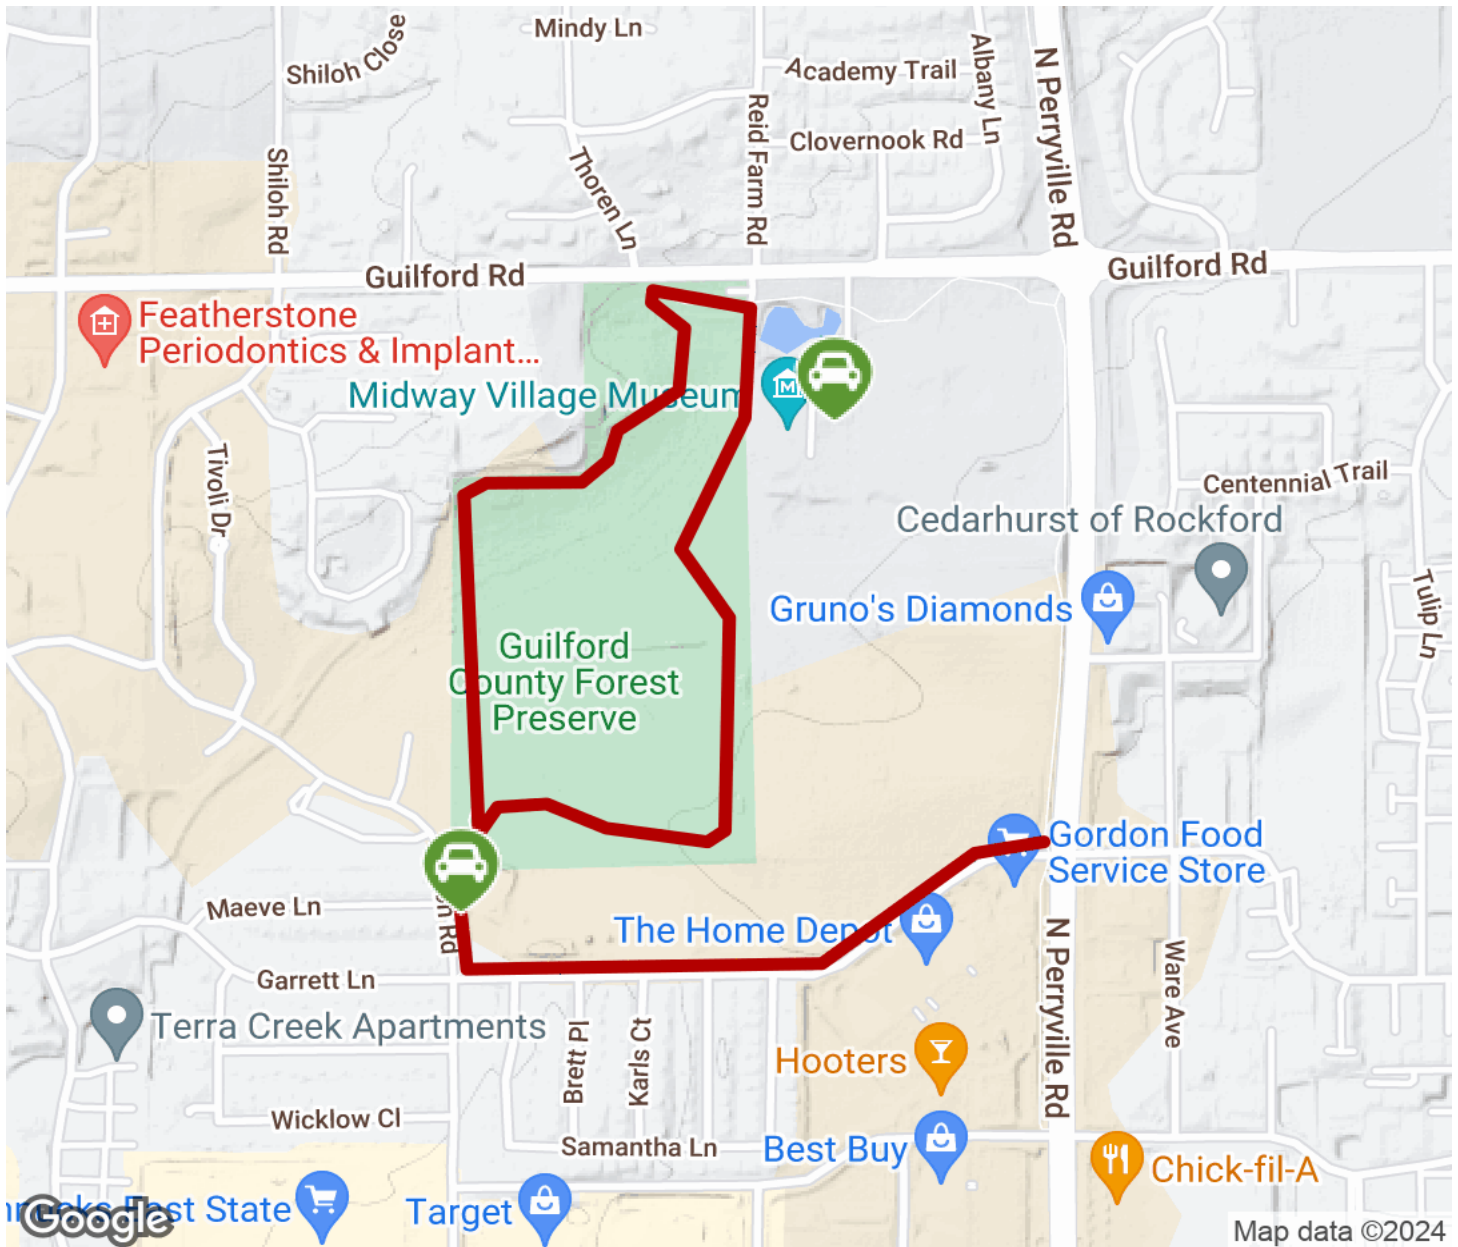 Mindy Ln
Shiloh Close
Academy Trail
Albany Ln
N Perryville Rd
Reid Farm Rd
Clovernook Rd
Shiloh Rd
Thoren Ln
Guilford Rd
Guilford Rd
Featherstone
Periodontics & Implant...
Midway Village Museum
Tivoli Dr
Centennial Trail
Cedarhurst of Rockford
Tulip Ln
Gruno's Diamonds
Guilford
County Forest
Preserve
Gordon Food
Service Store
Maeve Ln
Rd
The Home Depot
N Perryville Rd
Ware Ave
Garrett Ln
Terra Creek Apartments
Brett Pl
Karls Ct
Hooters
Wicklow Cl
Samantha Ln
Best Buy
Chick-fil-A
East State
Target
Google
Map data ©2024